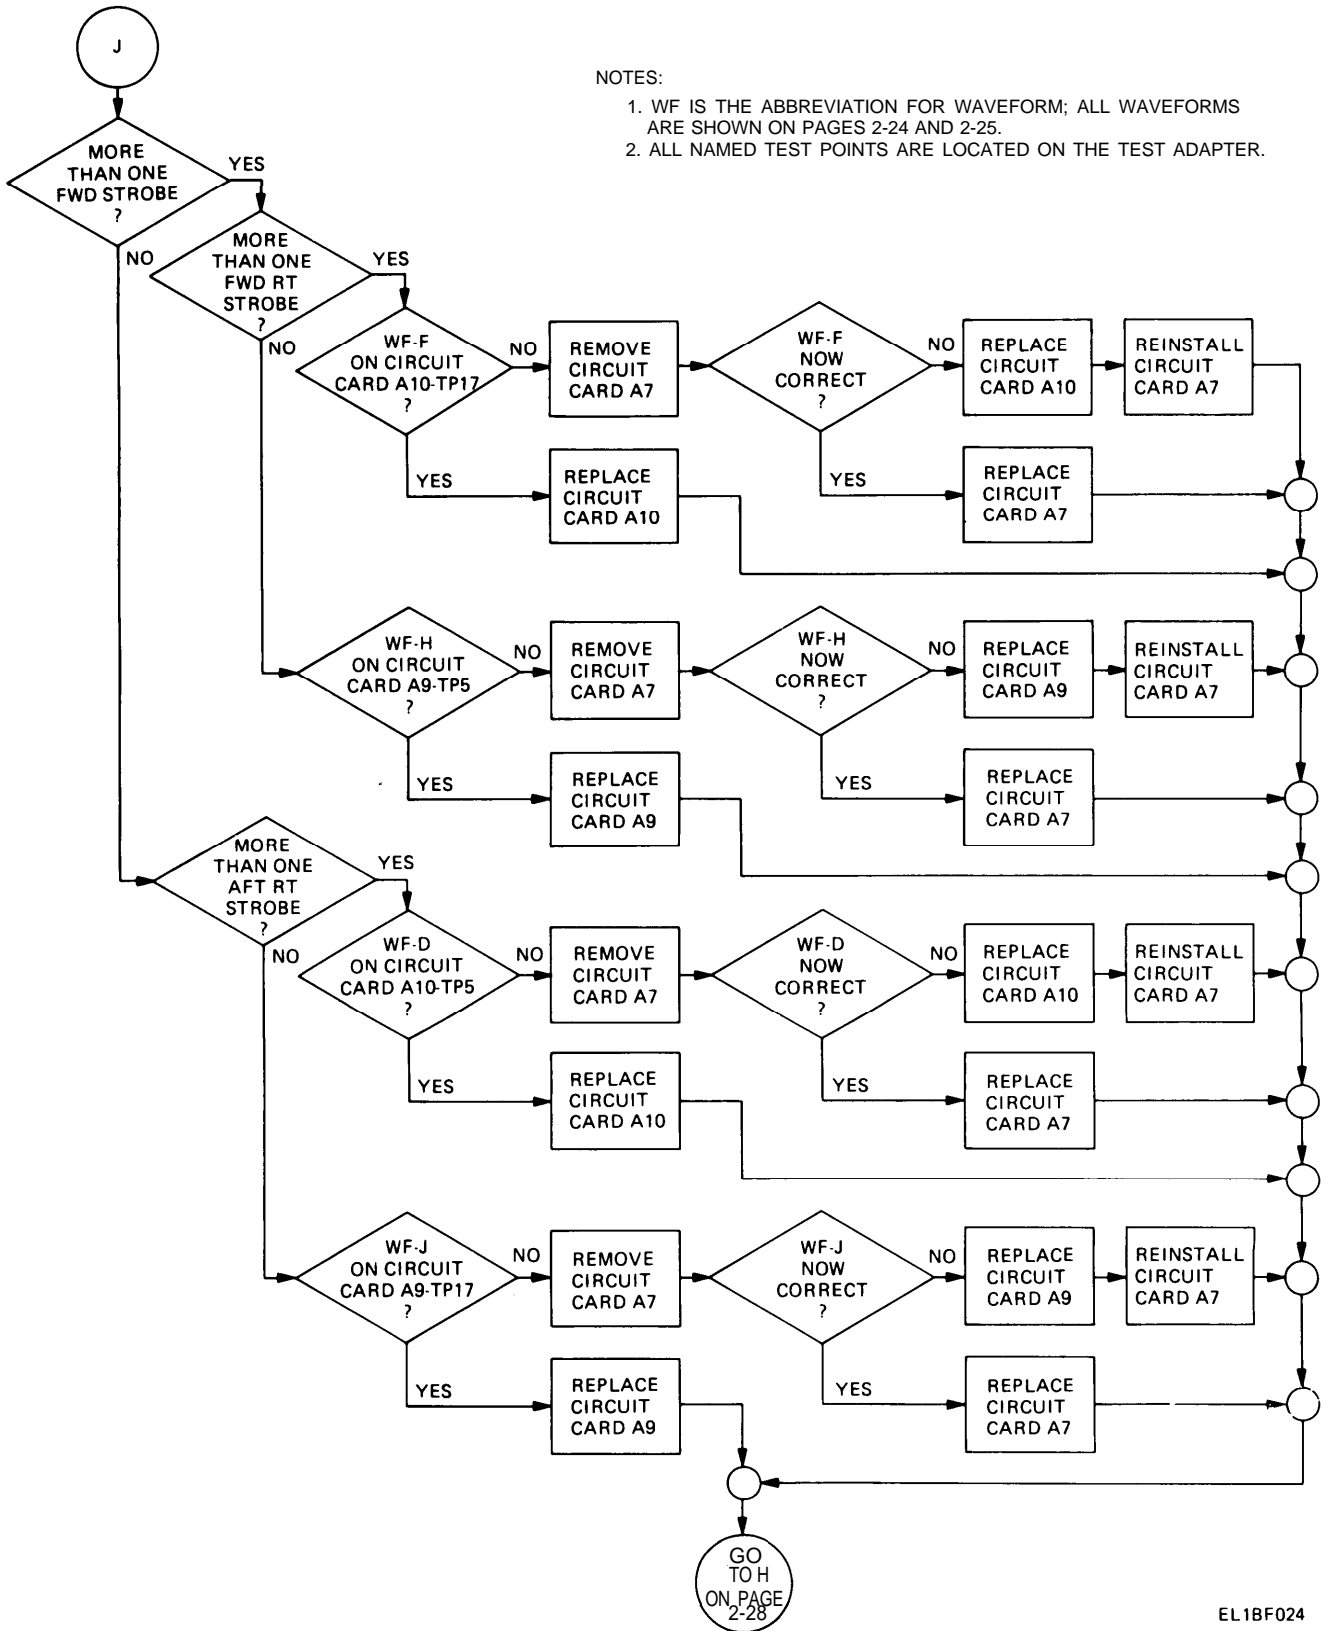 J
NOTES:
1. WF IS THE ABBREVIATION FOR WAVEFORM; ALL WAVEFORMS
ARE SHOWN ON PAGES 2-24 AND 2-25.
2. ALL NAMED TEST POINTS ARE LOCATED ON THE TEST ADAPTER.
MORE
THAN ONE
FWD STROBE
?
YES
NO
MORE
THAN ONE
FWD RT
STROBE
?
YES
NO
WF-F
ON CIRCUIT
CARD A10-TP17
?
NO
YES
REMOVE
CIRCUIT
CARD A7
WF-F
NOW
CORRECT
?
NO
YES
REPLACE
CIRCUIT
CARD A10
REINSTALL
CIRCUIT
CARD A7
REPLACE
CIRCUIT
CARD A10
REPLACE
CIRCUIT
CARD A7
WF-H
ON CIRCUIT
CARD A9-TP5
?
NO
YES
REMOVE
CIRCUIT
CARD A7
WF-H
NOW
CORRECT
?
NO
YES
REPLACE
CIRCUIT
CARD A9
REINSTALL
CIRCUIT
CARD A7
REPLACE
CIRCUIT
CARD A9
REPLACE
CIRCUIT
CARD A7
MORE
THAN ONE
AFT RT
STROBE
?
YES
NO
WF-D
ON CIRCUIT
CARD A10-TP5
?
NO
YES
REMOVE
CIRCUIT
CARD A7
WF-D
NOW
CORRECT
?
NO
YES
REPLACE
CIRCUIT
CARD A10
REINSTALL
CIRCUIT
CARD A7
REPLACE
CIRCUIT
CARD A10
REPLACE
CIRCUIT
CARD A7
WF-J
ON CIRCUIT
CARD A9-TP17
?
NO
YES
REMOVE
CIRCUIT
CARD A7
WF-J
NOW
CORRECT
?
NO
YES
REPLACE
CIRCUIT
CARD A9
REINSTALL
CIRCUIT
CARD A7
REPLACE
CIRCUIT
CARD A9
REPLACE
CIRCUIT
CARD A7
GO
TO H
ON PAGE
2-28
EL1BF024